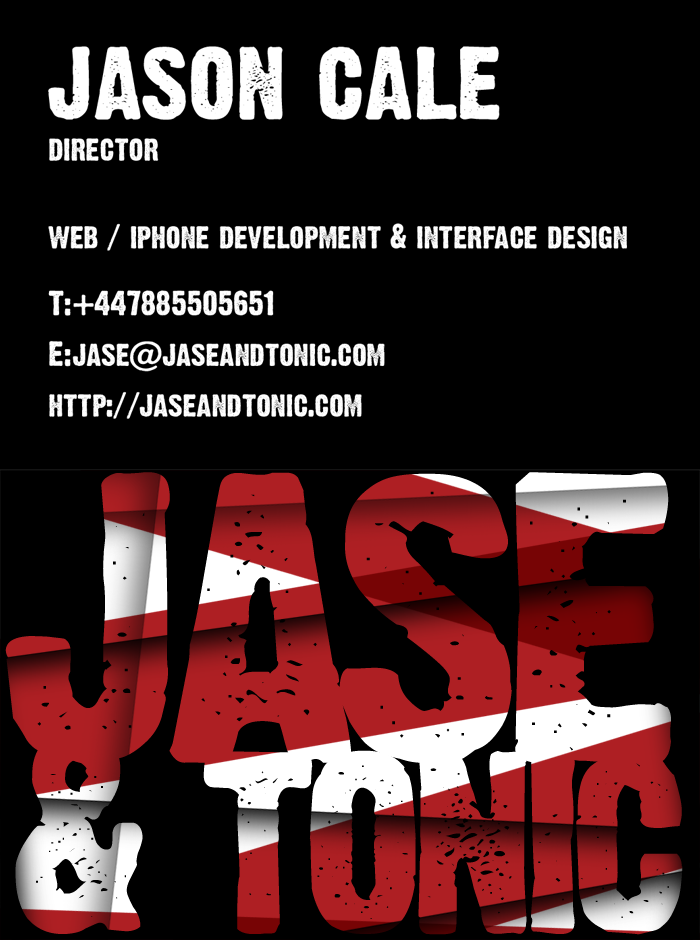 JASON CALE
DIRECTOR
WEB / IPHONE DEVELOPMENT & INTERFACE DESIGN
T:+447885505651
E:JASE@JASEANDTONIC.COM
HTTP://JASEANDTONIC.COM
JASE
& TONIC